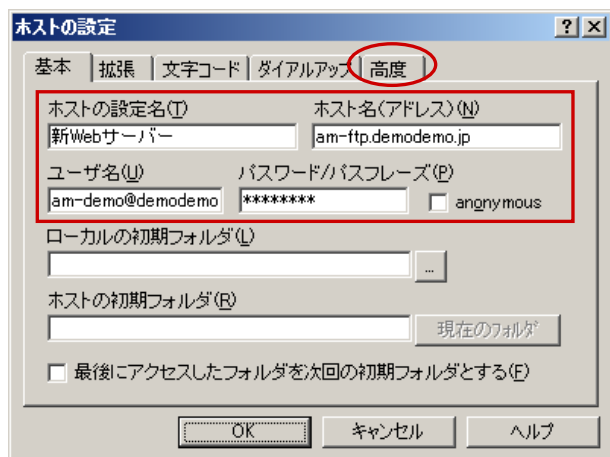 ホストの設定
基本 拡張 文字コード ダイアルアップ 高度
ホストの設定名(T) ホスト名(アドレス)(N)
新Webサーバー am-ftp.demodemo.jp
ユーザ名(U) パスワード/パスフレーズ(P)
am-demo@demodemo ******** anonymous
ローカルの初期フォルダ(L)
...
ホストの初期フォルダ(R)
現在のフォルダ
最後にアクセスしたフォルダを次回の初期フォルダとする(F)
OK キャンセル ヘルプ